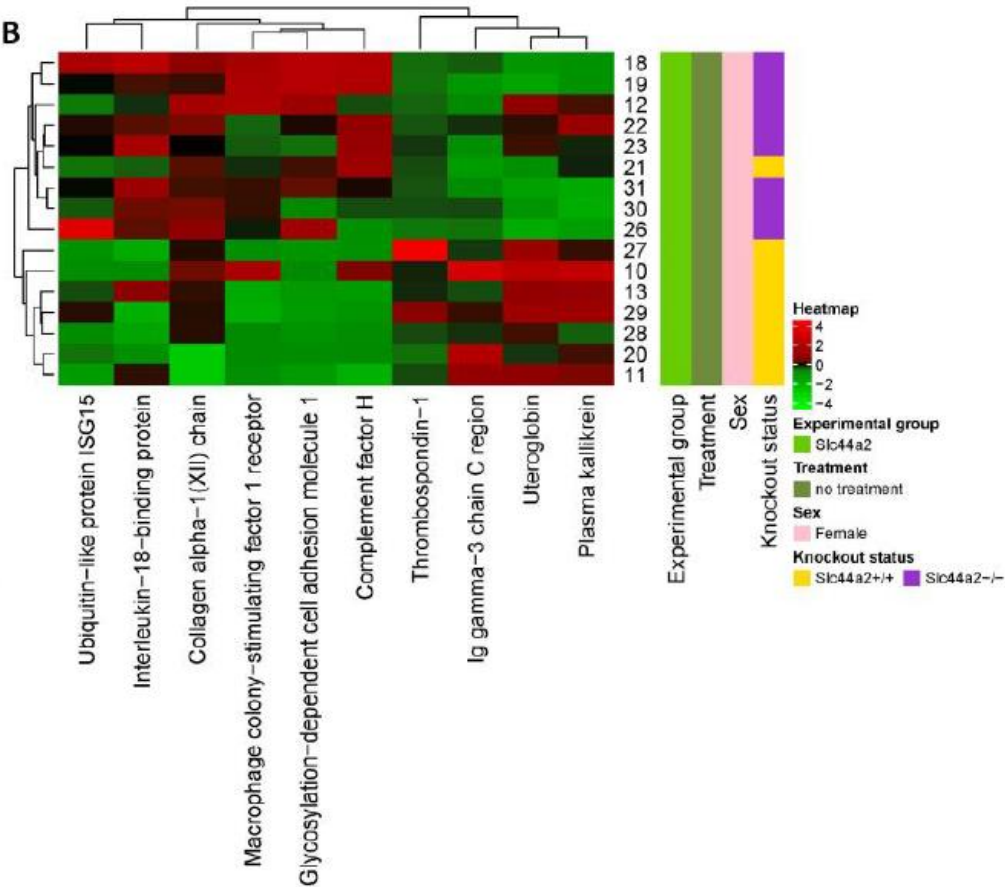 B
18
19
12
22
23
21
31
30
26
27
10
13
29
28
20
11
Ubiquitin-like protein ISG15
Interleukin-18-binding protein
Collagen alpha-1(XII) chain
Macrophage colony-stimulating factor 1 receptor
Glycosylation-dependent cell adhesion molecule 1
Complement factor H
Thrombospondin-1
Ig gamma-3 chain C region
Uteroglobin
Plasma kallikrein
Experimental group
Treatment
Sex
Knockout status
Heatmap
4
2
0
-2
-4
Experimental group
Slc44a2
Treatment
no treatment
Sex
Female
Knockout status
Slc44a2+/+ Slc44a2-/-